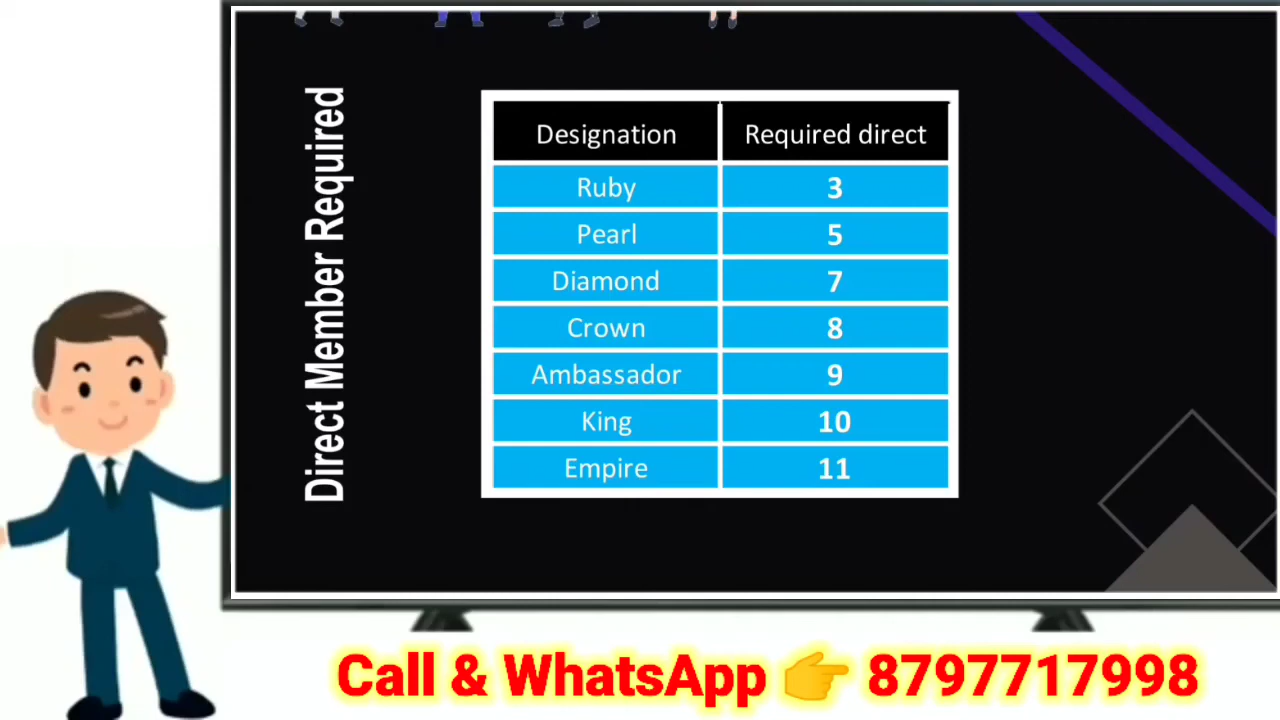 Direct Member Required
Designation Required direct
Ruby 3
Pearl 5
Diamond 7
Crown 8
Ambassador 9
King 10
Empire 11
Call & WhatsApp 👉 8797717998